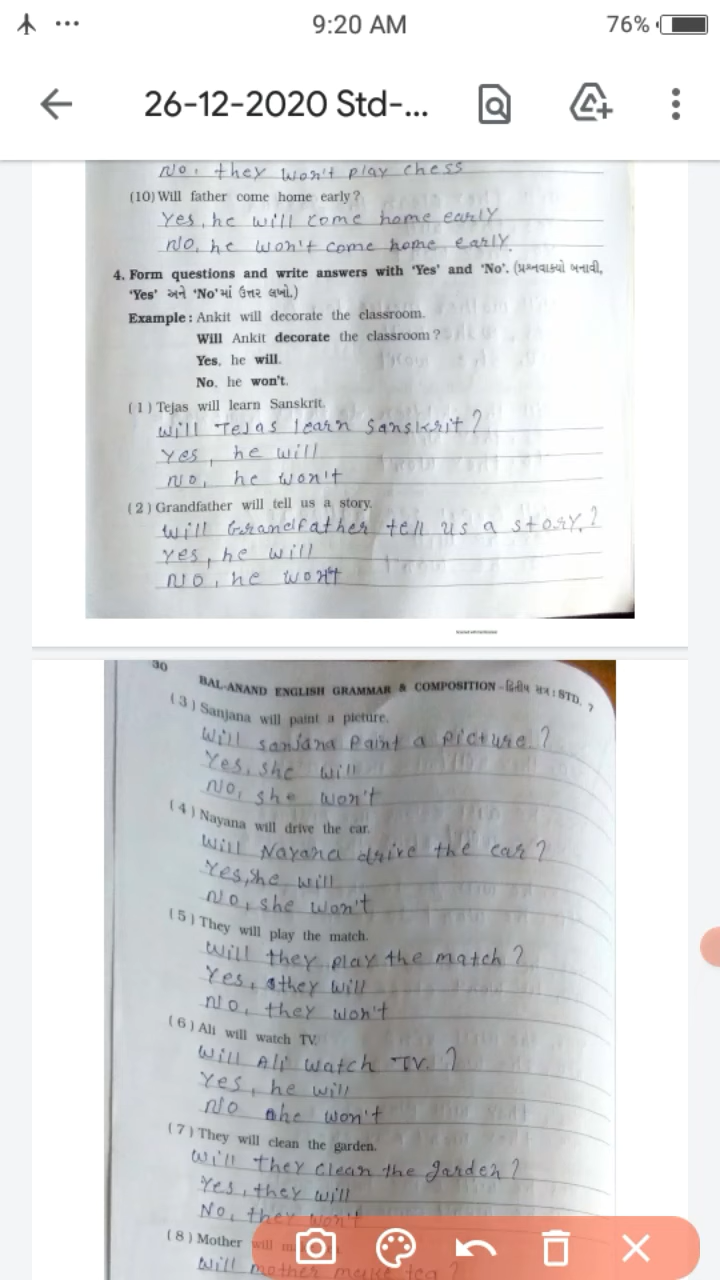 9:20 AM
76%
26-12-2020 Std-...
No, they won't play chess
(10) Will father come home early?
Yes, he will come home early
No, he won't come home early.
4. Form questions and write answers with 'Yes' and 'No'. (પ્રશ્નવાક્યો બનાવી,
'Yes' અને 'No'માં ઉત્તર લખો.)
Example : Ankit will decorate the classroom.
Will Ankit decorate the classroom?
Yes, he will.
No, he won't.
(1) Tejas will learn Sanskrit.
Will Tejas learn Sanskrit?
Yes, he will
No, he won't
(2) Grandfather will tell us a story.
Will Grandfather tell us a story.?
Yes, he will
No, he won't
30
BAL-ANAND ENGLISH GRAMMAR & COMPOSITION - દ્વિતીય સત્ર : STD. 7
(3) Sanjana will paint a picture.
Will sanjana Paint a picture?
Yes, she will
No, she won't
(4) Nayana will drive the car.
Will Nayana drive the car?
Yes, she will
No, she won't
(5) They will play the match.
Will they play the match?
Yes, they will
No, they won't
(6) Ali will watch TV.
Will Ali watch TV.?
Yes, he will
No he won't
(7) They will clean the garden.
Will they clean the garden?
Yes, they will
No, they won't
(8) Mother will
Will mother make tea?